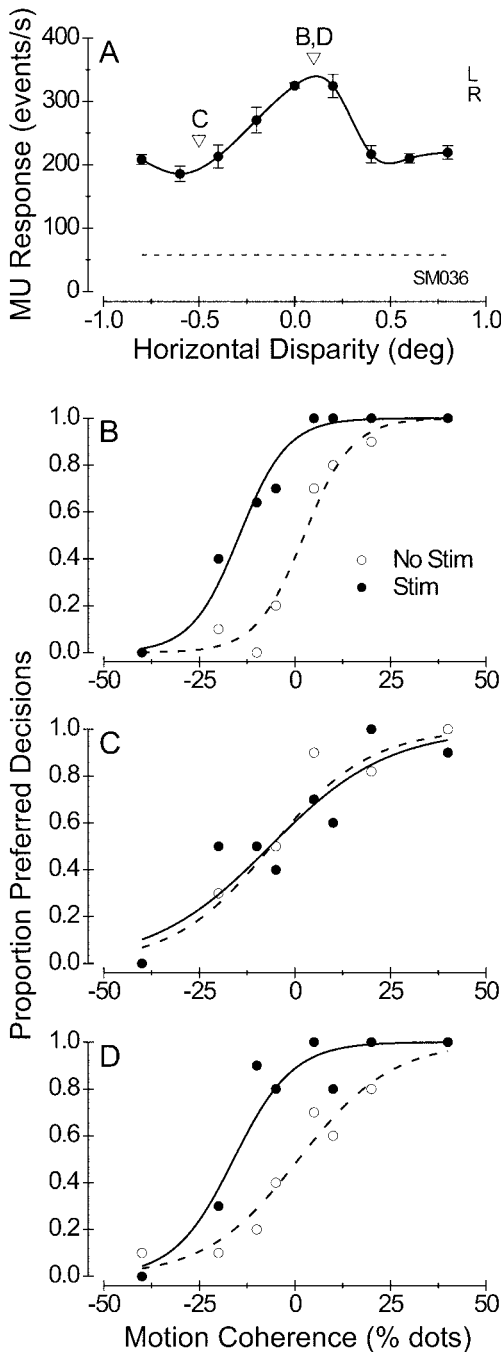 A
B,D
C
L
R
MU Response (events/s)
400
300
200
100
0
SM036
-1.0 -0.5 0.0 0.5 1.0
Horizontal Disparity (deg)
Proportion Preferred Decisions
B
1.0
0.8
0.6
0.4
0.2
0.0
No Stim
Stim
-50 -25 0 25 50
C
1.0
0.8
0.6
0.4
0.2
0.0
-50 -25 0 25 50
D
1.0
0.8
0.6
0.4
0.2
0.0
-50 -25 0 25 50
Motion Coherence (% dots)